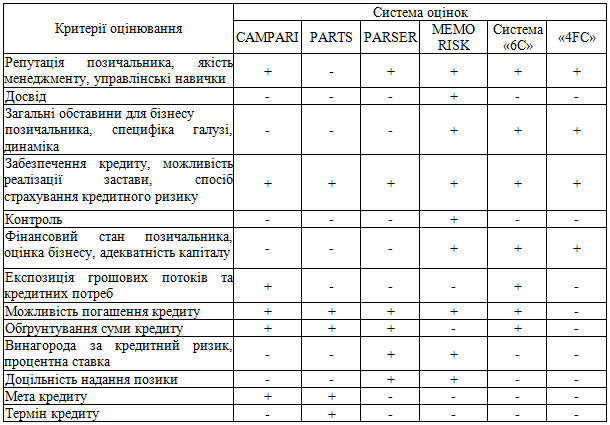 Критерії оцінювання
Система оцінок
CAMPARI PARTS PARSER MEMO RISK Система «6С» «4FC»
Репутація позичальника, якість
менеджменту, управлінські навички
+ - + + + +
Досвід - - - + - -
Загальні обставини для бізнесу
позичальника, специфіка галузі,
динаміка
- - - + + +
Забезпечення кредиту, можливість
реалізації застави, спосіб
страхування кредитного ризику
+ + + + + +
Контроль - - - + - -
Фінансовий стан позичальника,
оцінка бізнесу, адекватність капіталу
- - - + + +
Експозиція грошових потоків та
кредитних потреб
+ - - - + -
Можливість погашення кредиту + + + + + -
Обґрунтування суми кредиту + + + - + -
Винагорода за кредитний ризик,
процентна ставка
- - + + - -
Доцільність надання позики - - + + - -
Мета кредиту + + - - - -
Термін кредиту - + - - - -